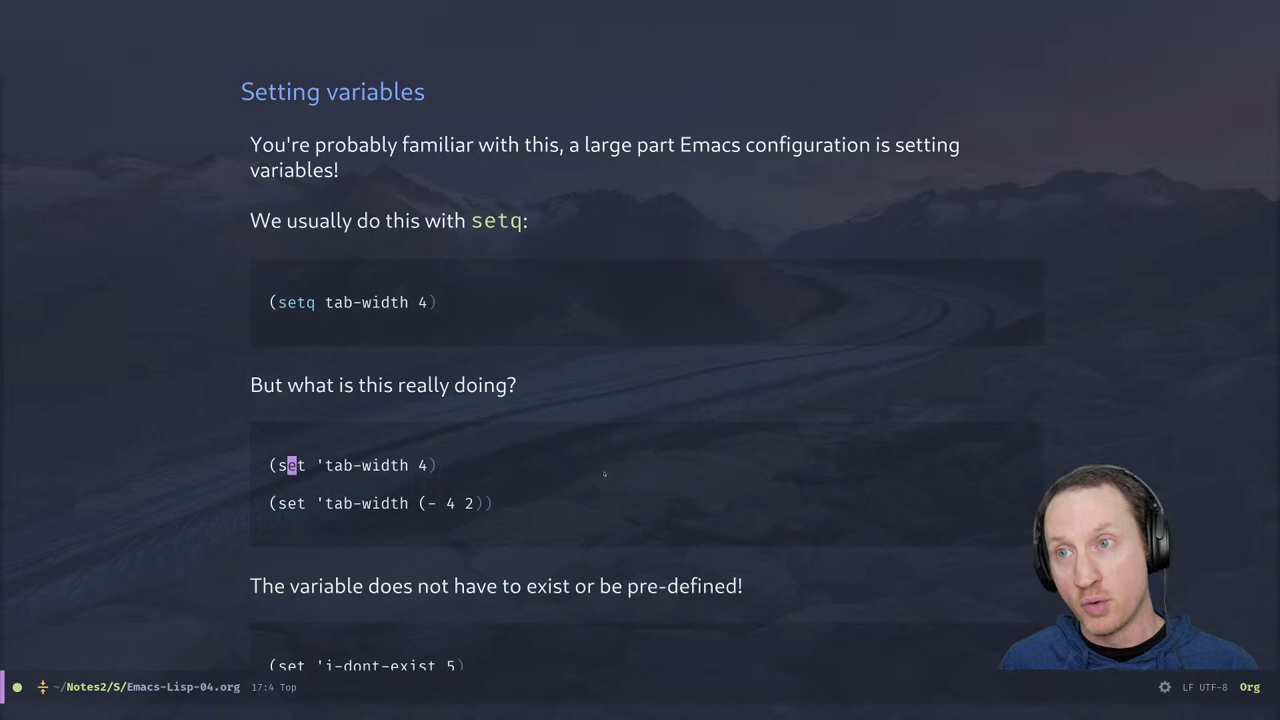 Setting variables
You're probably familiar with this, a large part Emacs configuration is setting
variables!
We usually do this with setq:
(setq tab-width 4)
But what is this really doing?
(set 'tab-width 4)
(set 'tab-width (- 4 2))
The variable does not have to exist or be pre-defined!
(set 'i-dont-exist 5)
~/Notes2/S/Emacs-Lisp-04.org 17:4 Top LF UTF-8 Org